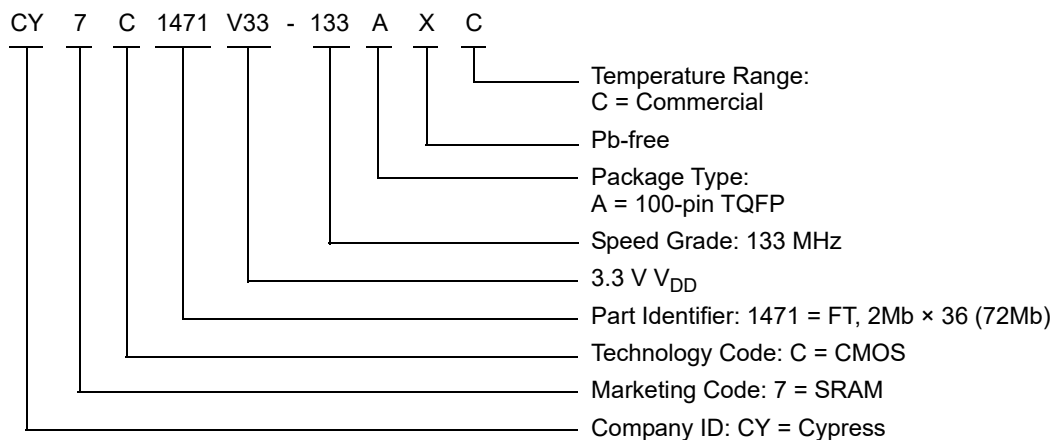 CY 7 C 1471 V33 - 133 A X C
Temperature Range:
C = Commercial
Pb-free
Package Type:
A = 100-pin TQFP
Speed Grade: 133 MHz
3.3 V VDD
Part Identifier: 1471 = FT, 2Mb × 36 (72Mb)
Technology Code: C = CMOS
Marketing Code: 7 = SRAM
Company ID: CY = Cypress